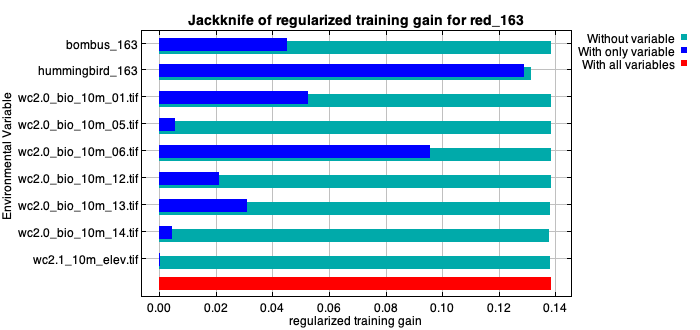 Jackknife of regularized training gain for red_163
Without variable
With only variable
With all variables
Environmental Variable
bombus_163
hummingbird_163
wc2.0_bio_10m_01.tif
wc2.0_bio_10m_05.tif
wc2.0_bio_10m_06.tif
wc2.0_bio_10m_12.tif
wc2.0_bio_10m_13.tif
wc2.0_bio_10m_14.tif
wc2.1_10m_elev.tif
0.00 0.02 0.04 0.06 0.08 0.10 0.12 0.14
regularized training gain